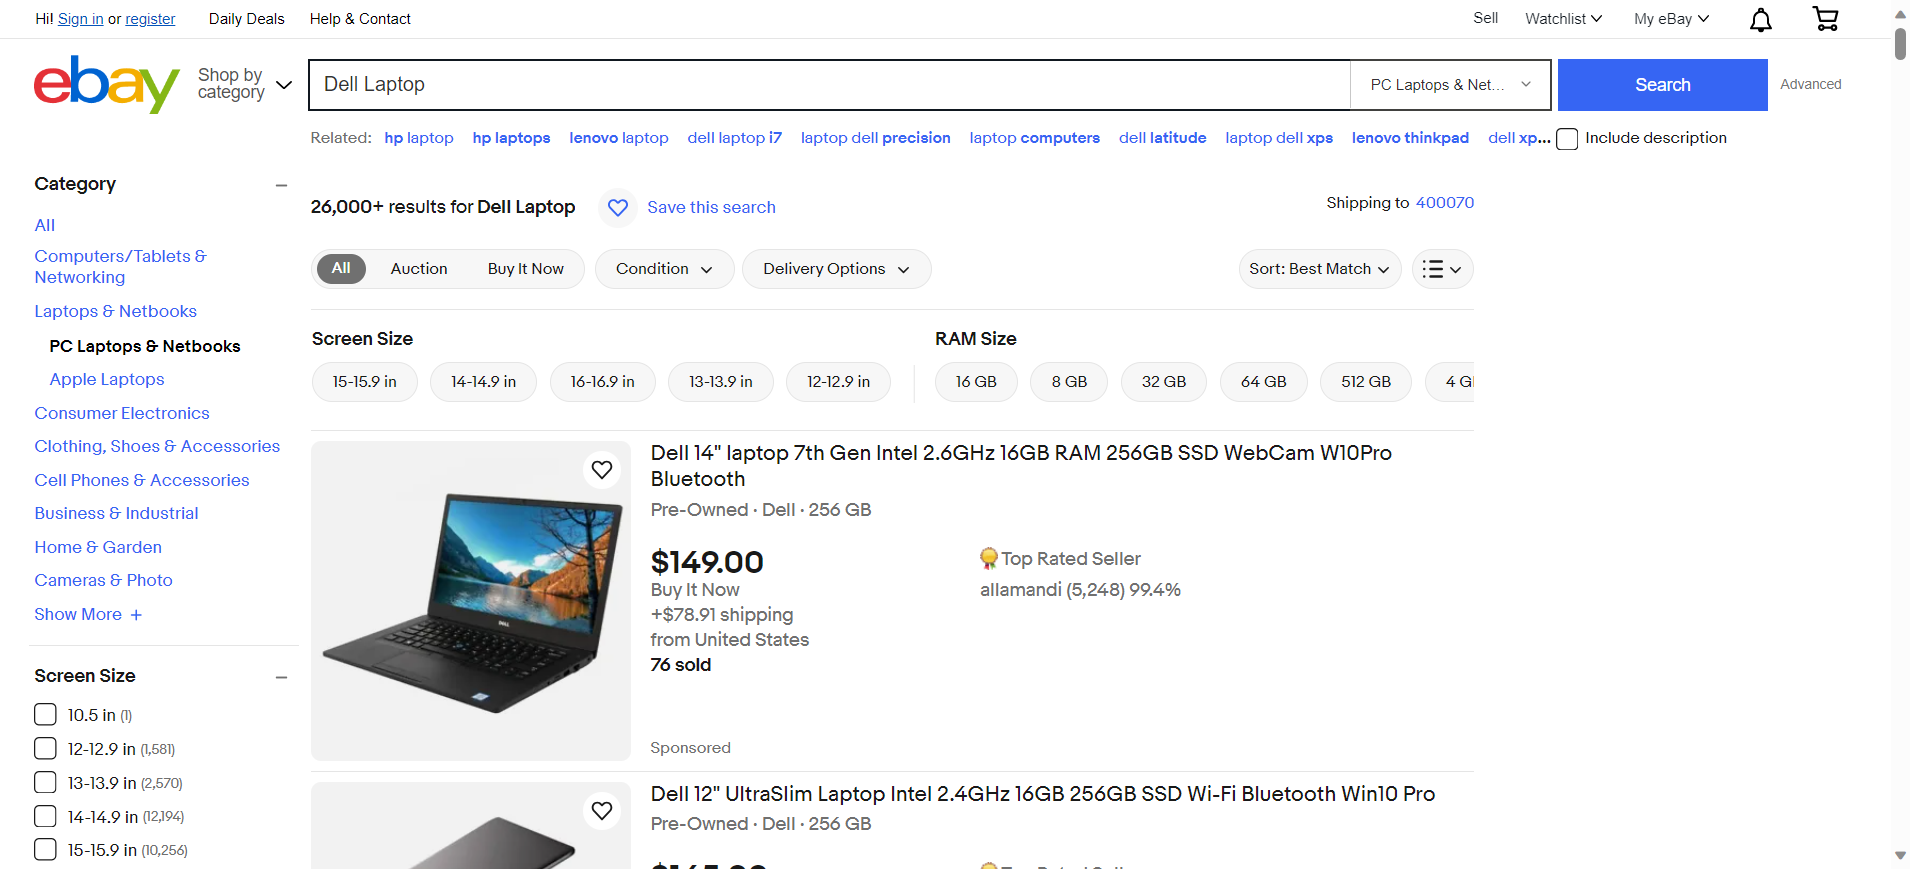 Hi! Sign in or register
Daily Deals
Help & Contact
Sell
Watchlist
My eBay
ebay
Shop by
category
Dell Laptop
PC Laptops & Net...
Search
Advanced
Related: hp laptop hp laptops lenovo laptop dell laptop i7 laptop dell precision laptop computers dell latitude laptop dell xps lenovo thinkpad dell xp...
Include description
Category
All
Computers/Tablets &
Networking
Laptops & Netbooks
PC Laptops & Netbooks
Apple Laptops
Consumer Electronics
Clothing, Shoes & Accessories
Cell Phones & Accessories
Business & Industrial
Home & Garden
Cameras & Photo
Show More +
Screen Size
10.5 in (1)
12-12.9 in (1,581)
13-13.9 in (2,570)
14-14.9 in (12,194)
15-15.9 in (10,256)
26,000+ results for Dell Laptop
Save this search
Shipping to 400070
All
Auction
Buy It Now
Condition
Delivery Options
Sort: Best Match
Screen Size
15-15.9 in
14-14.9 in
16-16.9 in
13-13.9 in
12-12.9 in
RAM Size
16 GB
8 GB
32 GB
64 GB
512 GB
Dell 14" laptop 7th Gen Intel 2.6GHz 16GB RAM 256GB SSD WebCam W10Pro
Bluetooth
Pre-Owned · Dell · 256 GB
$149.00
Buy It Now
+$78.91 shipping
from United States
76 sold
Top Rated Seller
allamandi (5,248) 99.4%
Sponsored
Dell 12" UltraSlim Laptop Intel 2.4GHz 16GB 256GB SSD Wi-Fi Bluetooth Win10 Pro
Pre-Owned · Dell · 256 GB